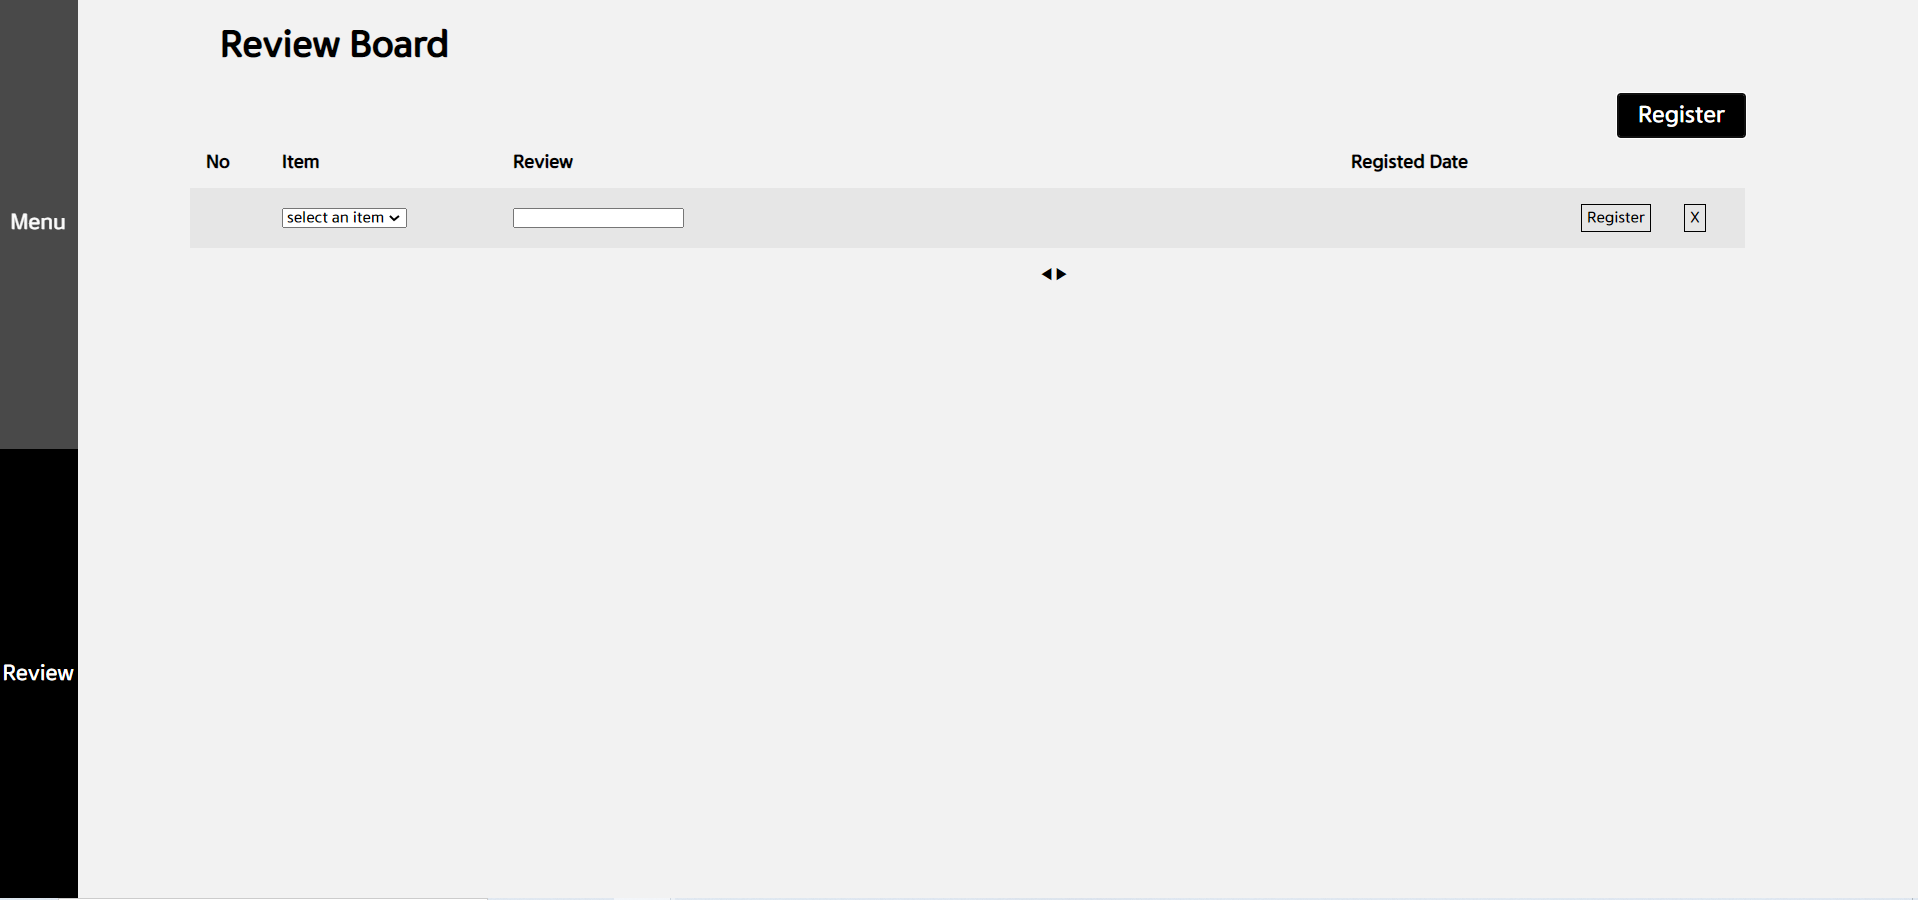 Review Board
Register
No Item Review Registed Date
Menu
select an item Register X
Review